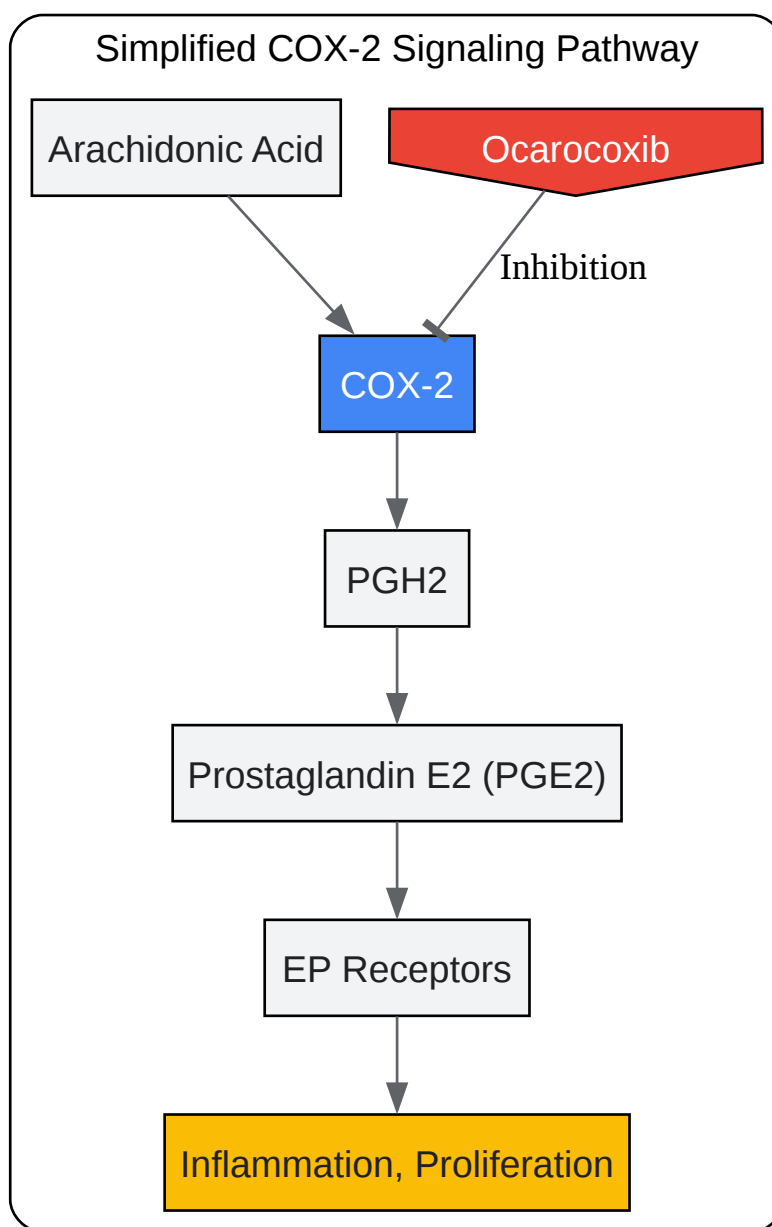 Simplified COX-2 Signaling Pathway
Arachidonic Acid
Ocarocoxib
Inhibition
COX-2
PGH2
Prostaglandin E2 (PGE2)
EP Receptors
Inflammation, Proliferation